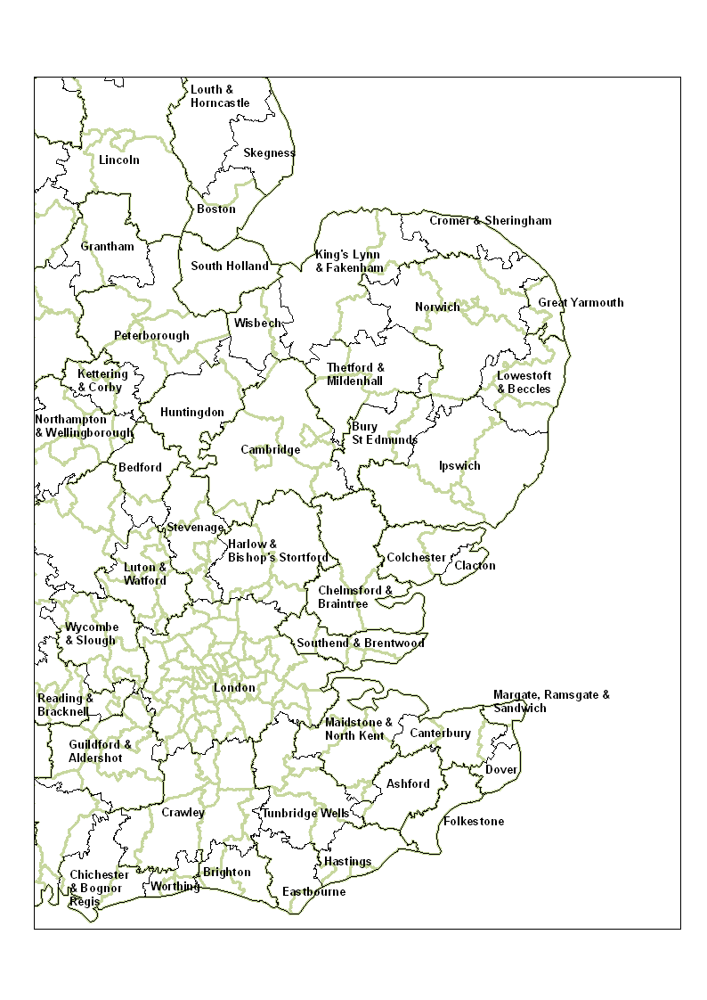 Louth &
Horncastle
Skegness
Lincoln
Boston
Cromer & Sheringham
Grantham
King's Lynn
& Fakenham
South Holland
Norwich
Great Yarmouth
Wisbech
Peterborough
Thetford &
Mildenhall
Kettering
& Corby
Lowestoft
& Beccles
Huntingdon
Northampton
& Wellingborough
Bury
St Edmunds
Cambridge
Bedford
Ipswich
Stevenage
Harlow &
Bishop's Stortford
Colchester
Clacton
Luton &
Watford
Chelmsford &
Braintree
Wycombe
& Slough
Southend & Brentwood
London
Reading &
Bracknell
Margate, Ramsgate &
Sandwich
Maidstone &
North Kent
Canterbury
Guildford &
Aldershot
Dover
Ashford
Crawley
Tunbridge Wells
Folkestone
Hastings
Chichester
& Bognor
Regis
Worthing
Brighton
Eastbourne